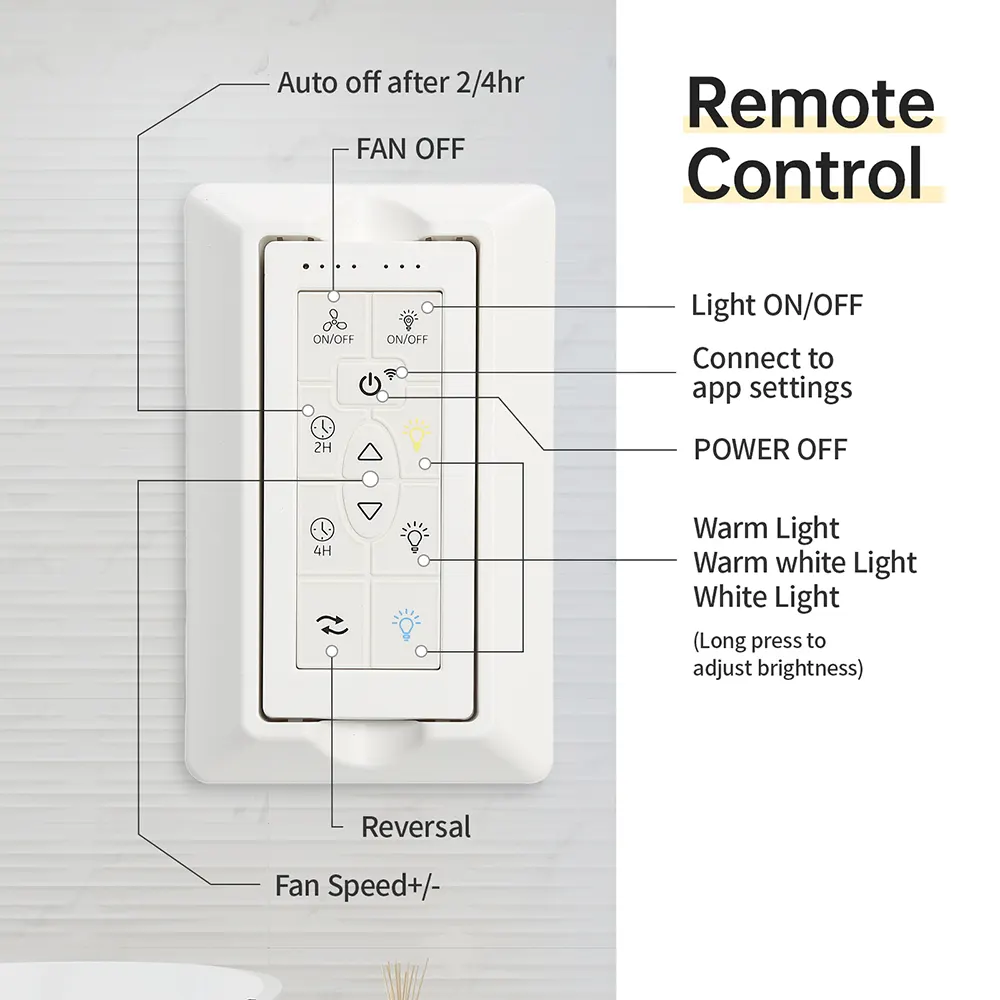 Auto off after 2/4hr
FAN OFF
Remote
Control
ON/OFF
ON/OFF
2H
4H
Light ON/OFF
Connect to
app settings
POWER OFF
Warm Light
Warm white Light
White Light
(Long press to
adjust brightness)
Reversal
Fan Speed+/-